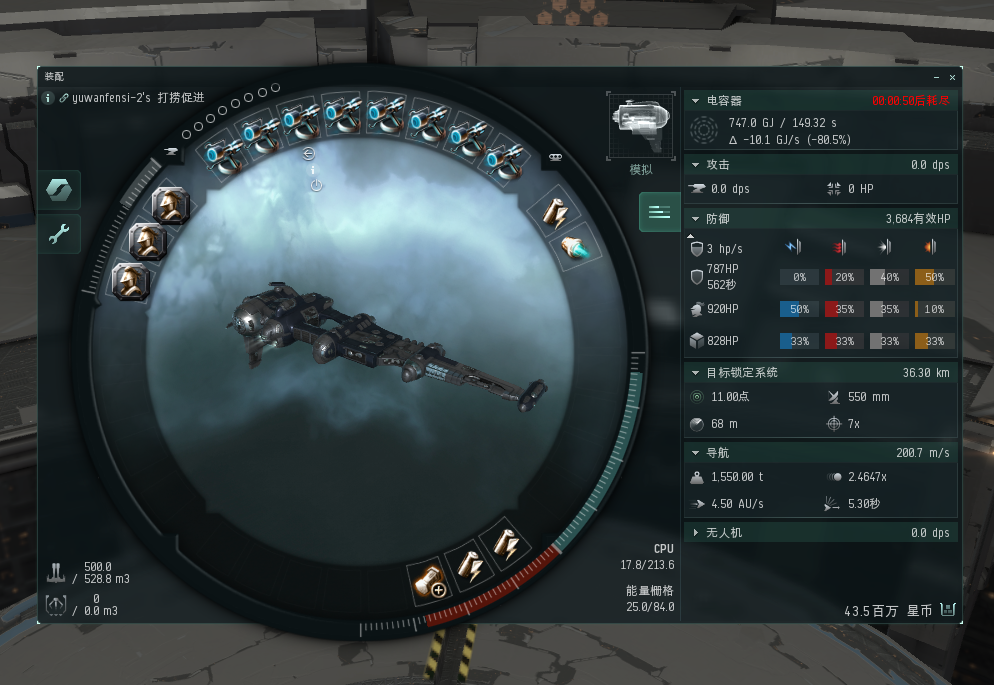 装配
yuwanfensi-2's 打捞促进
模拟
电容器 00:00:50后耗尽
747.0 GJ / 149.32 s
Δ -10.1 GJ/s (-80.5%)
攻击 0.0 dps
0.0 dps 0 HP
防御 3,684有效HP
3 hp/s
787HP
562秒
0% 20% 40% 50%
920HP 50% 35% 35% 10%
828HP 33% 33% 33% 33%
目标锁定系统 36.30 km
11.00点 550 mm
68 m 7x
导航 200.7 m/s
1,550.00 t 2.4647x
4.50 AU/s 5.30秒
无人机 0.0 dps
CPU
17.8/213.6
能量栅格
25.0/84.0
500.0
/ 528.8 m3
0
/ 0.0 m3
43.5百万 星币